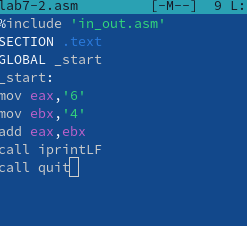 lab7-2.asm [-M--] 9 L:
%include 'in_out.asm'
SECTION .text
GLOBAL _start
_start:
mov eax,'6'
mov ebx,'4'
add eax,ebx
call iprintLF
call quit